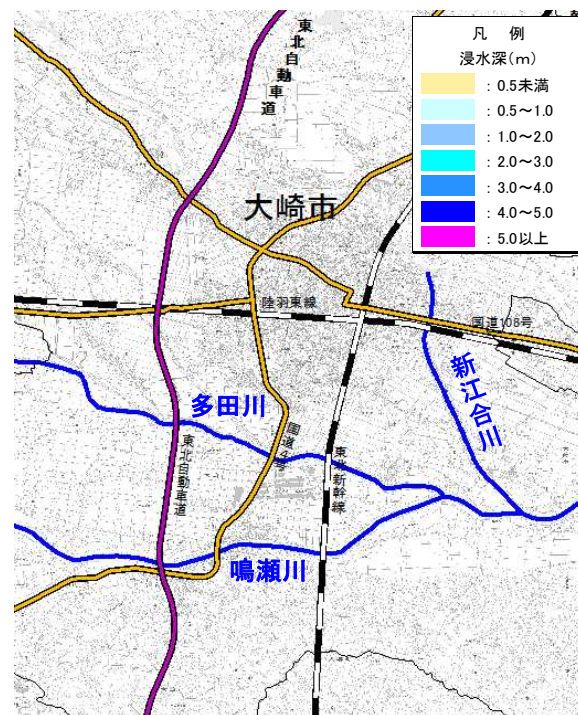 東北自動車道
凡 例
浸水深(m)
: 0.5未満
: 0.5～1.0
: 1.0～2.0
: 2.0～3.0
: 3.0～4.0
: 4.0～5.0
: 5.0以上
大崎市
陸羽東線
国道108号
新江合川
多田川
国道4号
東北自動車道
東北新幹線
鳴瀬川